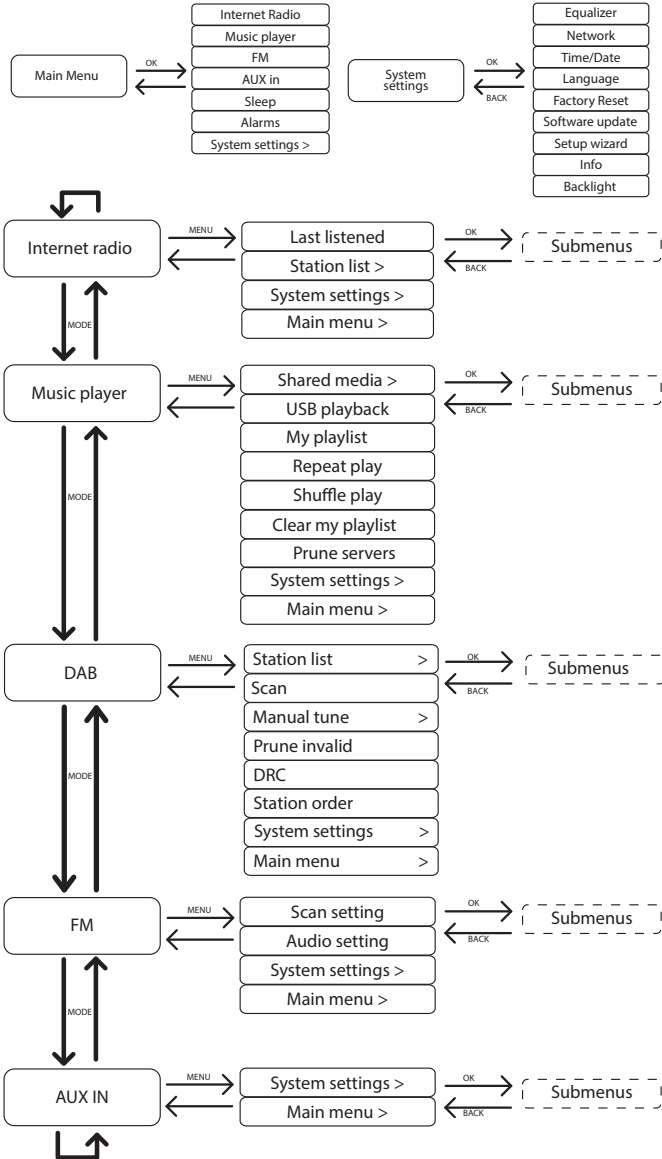 Main Menu
OK
Internet Radio
Music player
FM
AUX in
Sleep
Alarms
System settings >
System
settings
OK
BACK
Equalizer
Network
Time/Date
Language
Factory Reset
Software update
Setup wizard
Info
Backlight
Internet radio
MENU
Last listened
Station list >
System settings >
Main menu >
OK
BACK
Submenus
MODE
Music player
MENU
Shared media >
USB playback
My playlist
Repeat play
Shuffle play
Clear my playlist
Prune servers
System settings >
Main menu >
OK
BACK
Submenus
MODE
DAB
MENU
Station list >
Scan
Manual tune >
Prune invalid
DRC
Station order
System settings >
Main menu >
OK
BACK
Submenus
MODE
FM
MENU
Scan setting
Audio setting
System settings >
Main menu >
OK
BACK
Submenus
MODE
AUX IN
MENU
System settings >
Main menu >
OK
BACK
Submenus